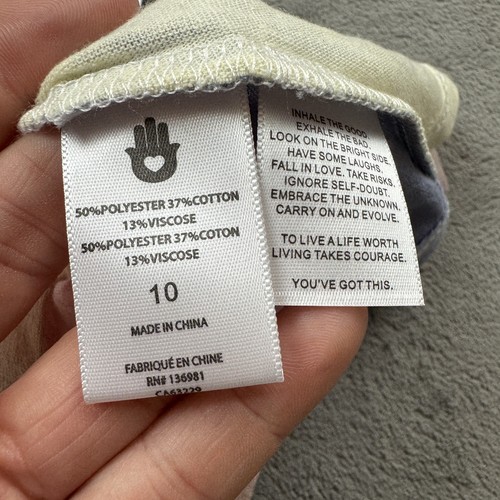 50%POLYESTER 37%COTTON
13%VISCOSE
50%POLYESTER 37%COTON
13%VISCOSE
10
MADE IN CHINA
FABRIQUÉ EN CHINE
RN# 136981
CA63229
INHALE THE GOOD.
EXHALE THE BAD.
LOOK ON THE BRIGHT SIDE.
HAVE SOME LAUGHS.
FALL IN LOVE. TAKE RISKS.
IGNORE SELF-DOUBT.
EMBRACE THE UNKNOWN.
CARRY ON AND EVOLVE.
TO LIVE A LIFE WORTH
LIVING TAKES COURAGE.
YOU'VE GOT THIS.